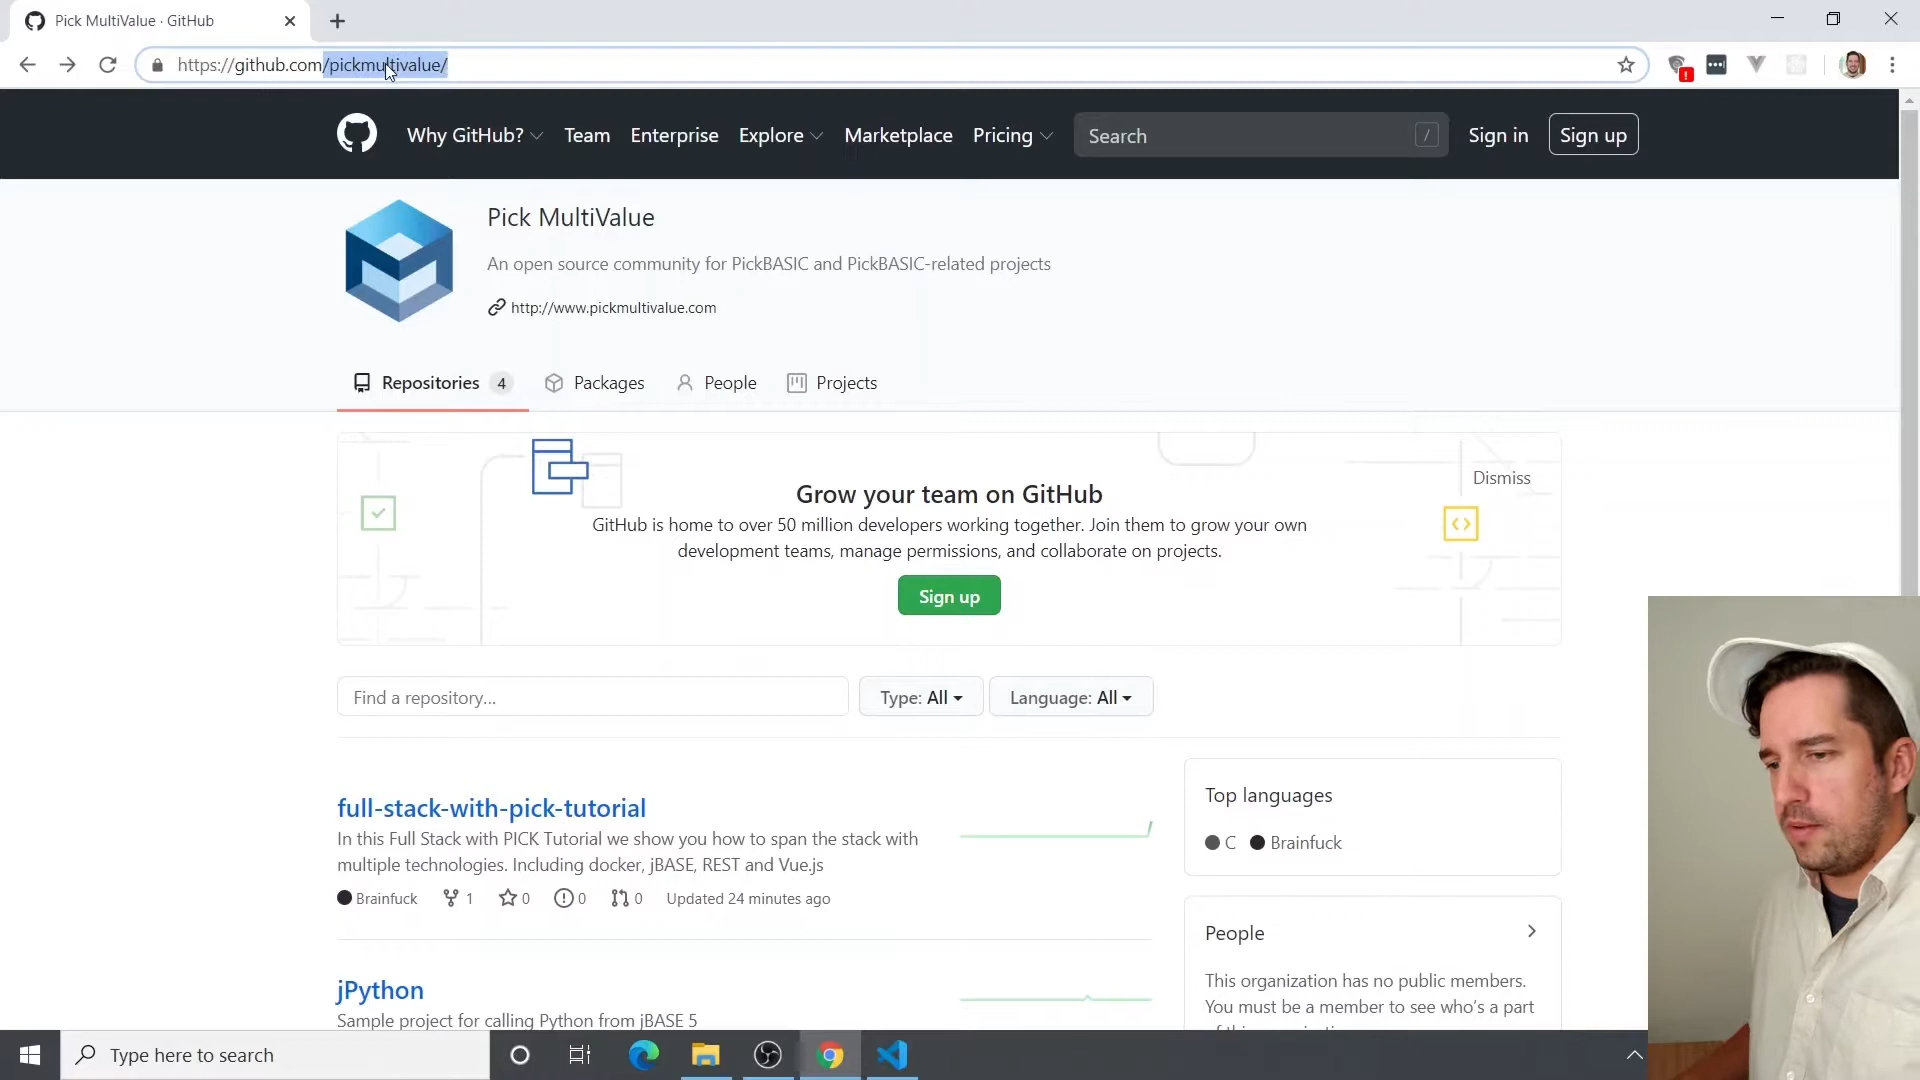 Pick MultiValue · GitHub
https://github.com/pickmultivalue/
Why GitHub?
Team
Enterprise
Explore
Marketplace
Pricing
Search
/
Sign in
Sign up
Pick MultiValue
An open source community for PickBASIC and PickBASIC-related projects
http://www.pickmultivalue.com
Repositories 4
Packages
People
Projects
Dismiss
Grow your team on GitHub
GitHub is home to over 50 million developers working together. Join them to grow your own
development teams, manage permissions, and collaborate on projects.
Sign up
Find a repository...
Type: All
Language: All
full-stack-with-pick-tutorial
In this Full Stack with PICK Tutorial we show you how to span the stack with
multiple technologies. Including docker, jBASE, REST and Vue.js
Brainfuck 1 0 0 0 Updated 24 minutes ago
Top languages
C Brainfuck
People
This organization has no public members.
You must be a member to see who's a part
jPython
Sample project for calling Python from jBASE 5
Type here to search